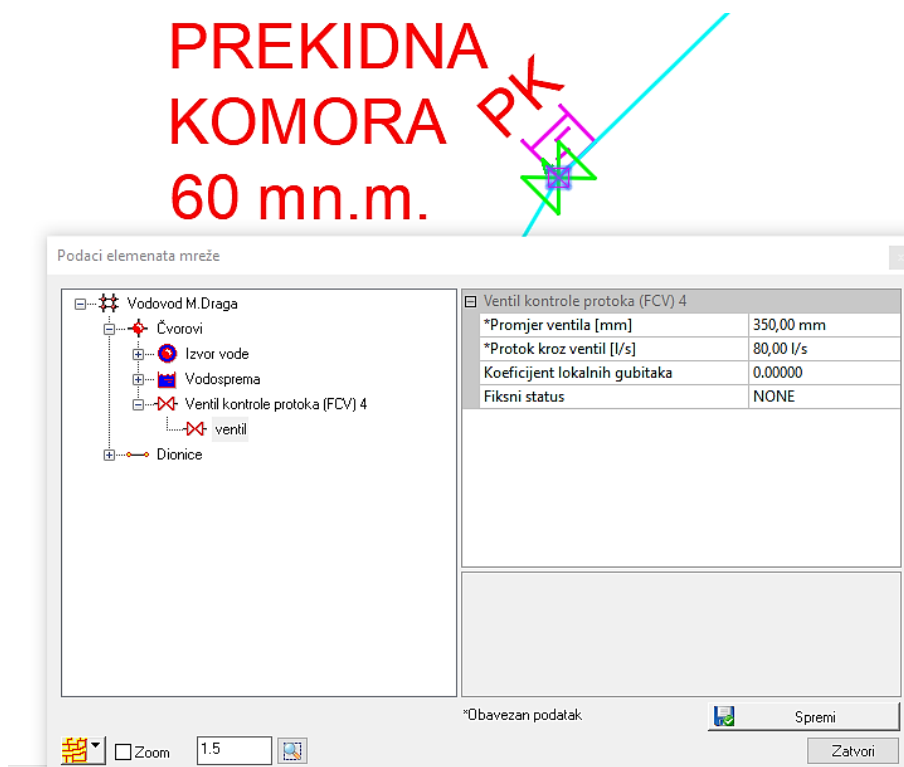 PREKIDNA
KOMORA
60 mn.m.
PK
Podaci elemenata mreže
Vodovod M.Draga
Čvorovi
Izvor vode
Vodosprema
Ventil kontrole protoka (FCV) 4
ventil
Dionice
Ventil kontrole protoka (FCV) 4
*Promjer ventila [mm] 350,00 mm
*Protok kroz ventil [l/s] 80,00 l/s
Koeficijent lokalnih gubitaka 0.00000
Fiksni status NONE
*Obavezan podatak
Spremi
Zoom 1.5
Zatvori